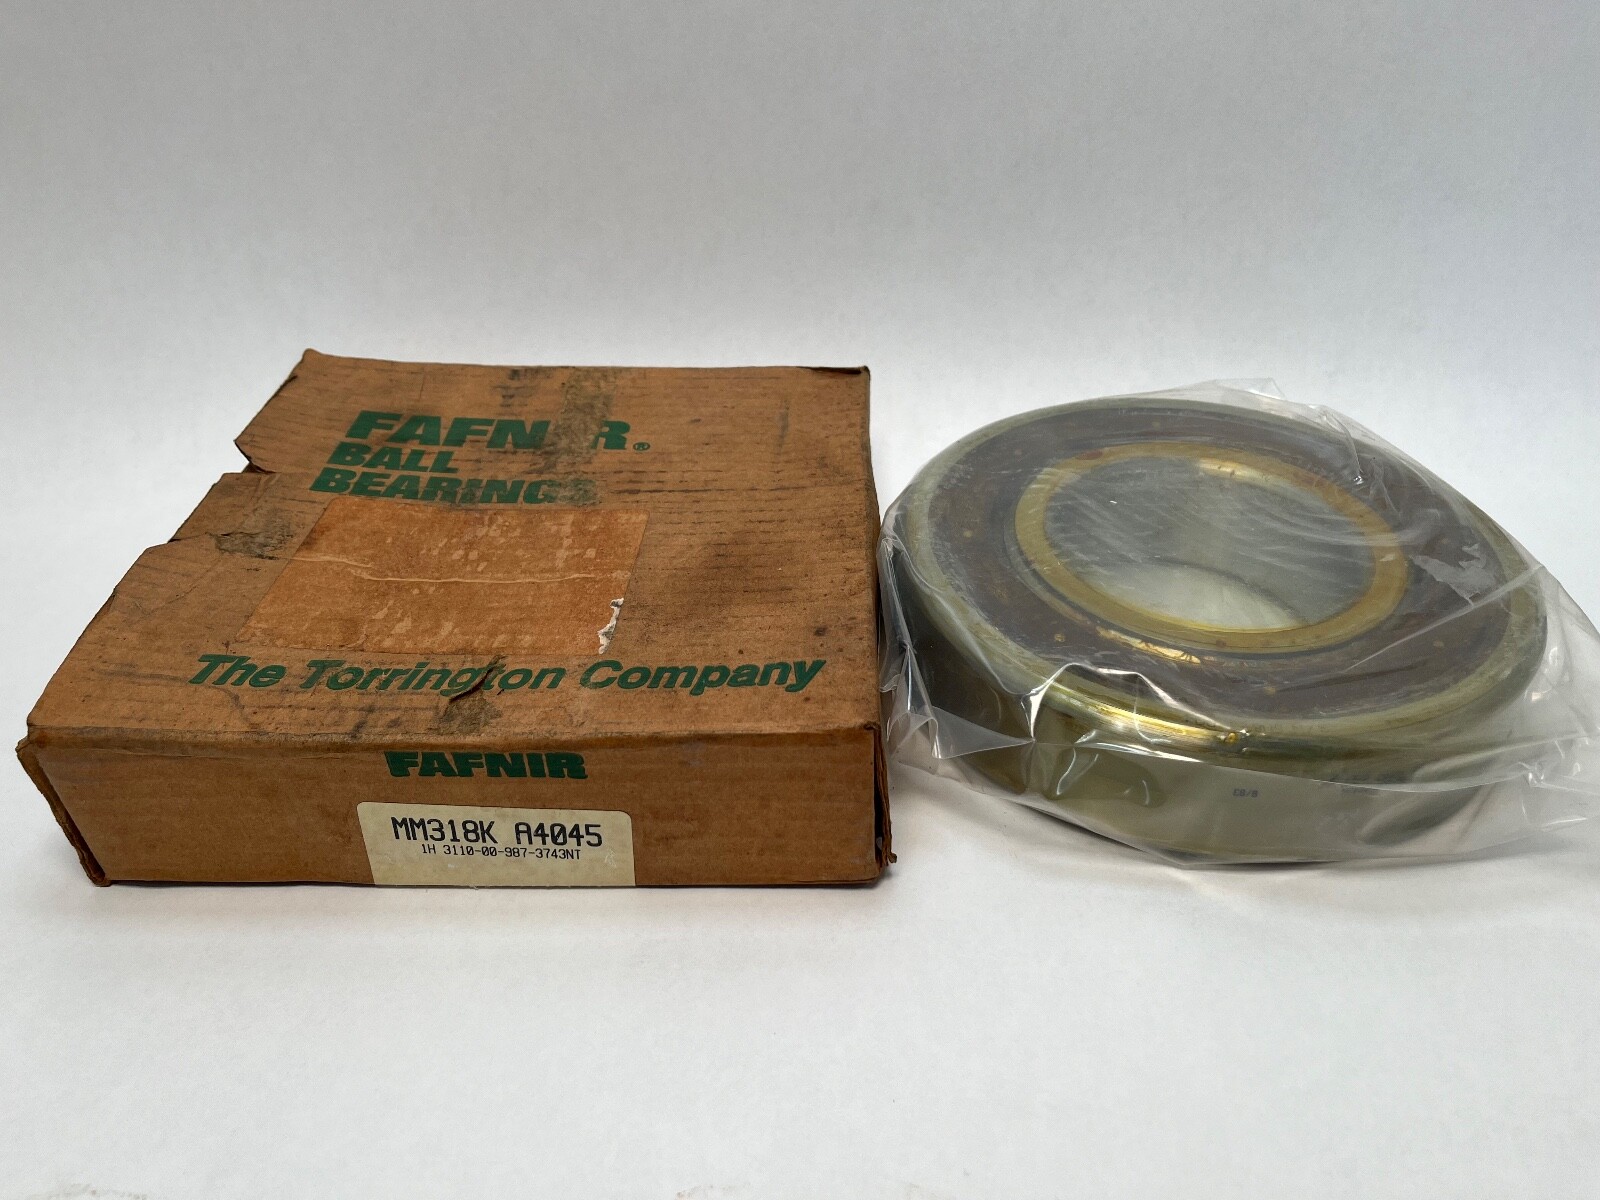 FAFNIR®
BALL
BEARINGS
The Torrington Company
FAFNIR
MM318K A4045
1H 3110-00-987-3743NT